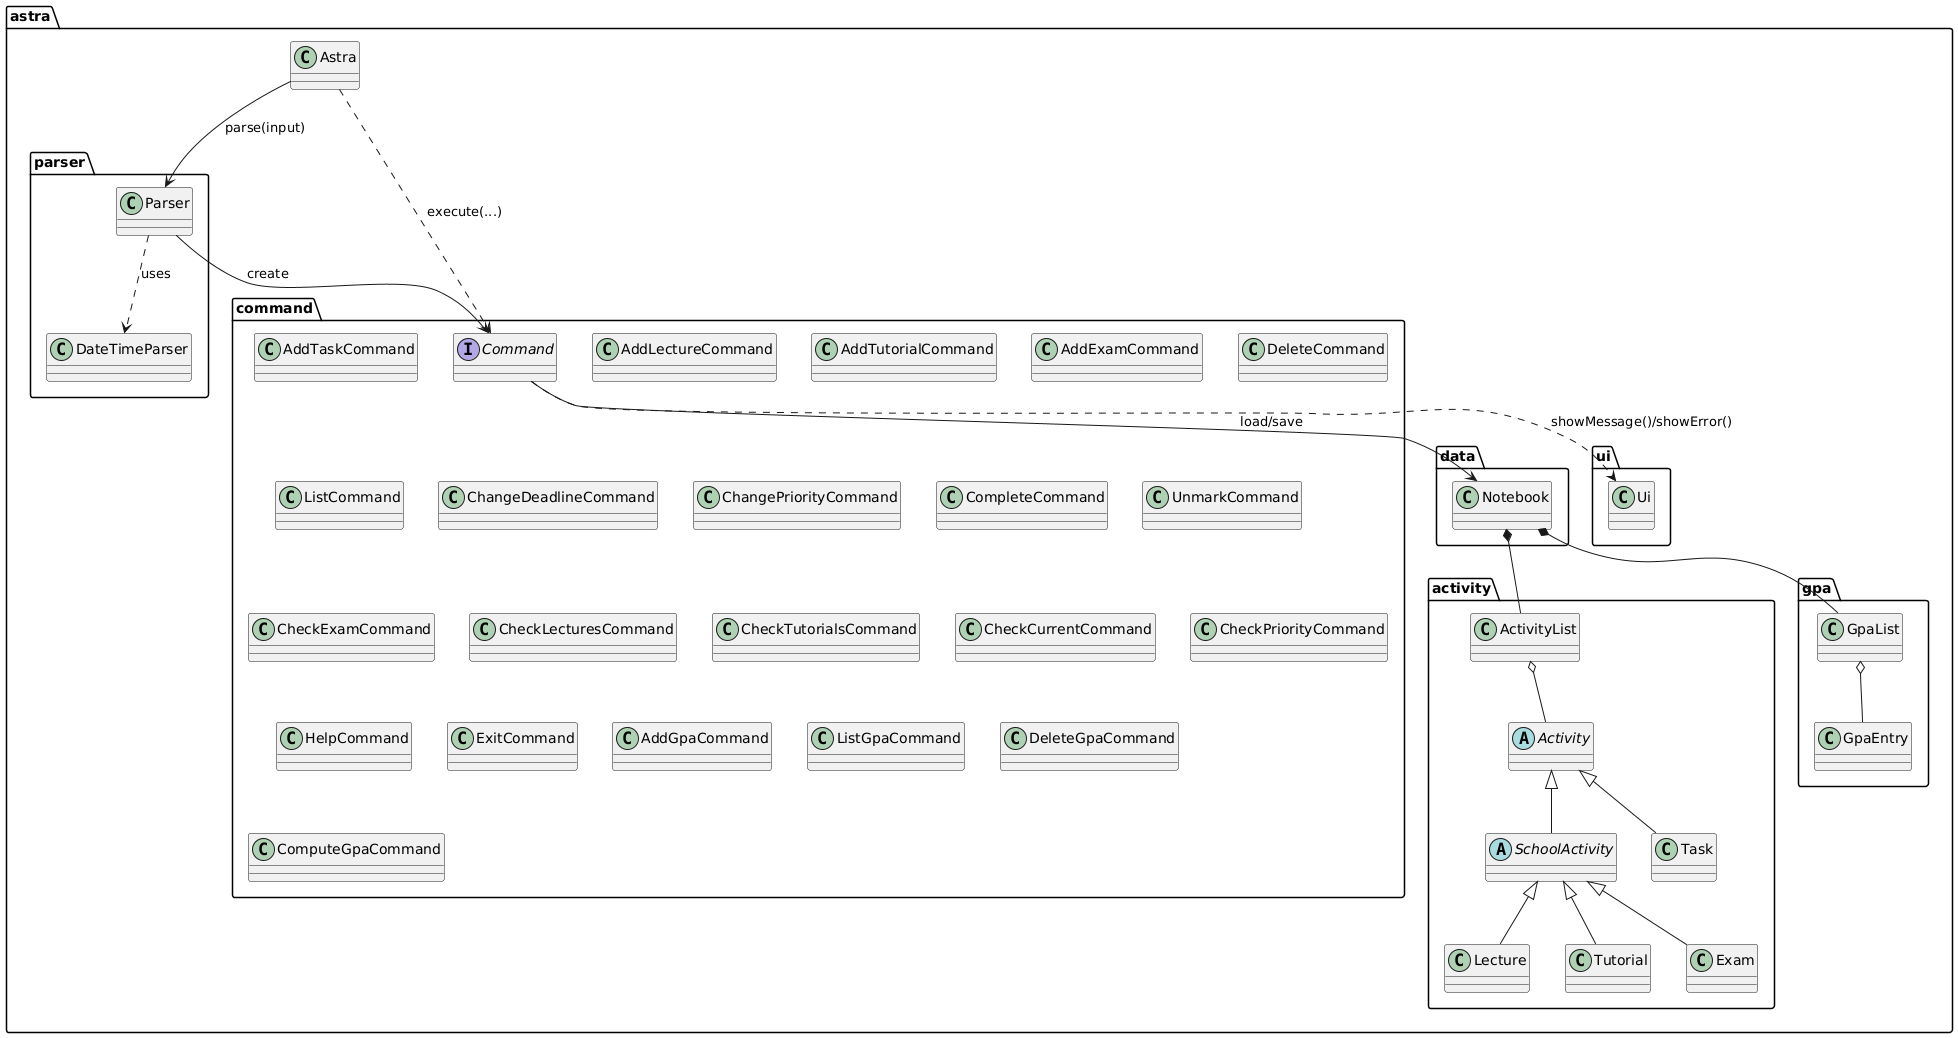 astra
C Astra
parse(input)
parser
C Parser
execute(...)
uses
create
command
C DateTimeParser
C AddTaskCommand
I Command
C AddLectureCommand
C AddTutorialCommand
C AddExamCommand
C DeleteCommand
load/save
showMessage()/showError()
data
ui
C ListCommand
C ChangeDeadlineCommand
C ChangePriorityCommand
C CompleteCommand
C UnmarkCommand
C Notebook
C Ui
activity
gpa
C CheckExamCommand
C CheckLecturesCommand
C CheckTutorialsCommand
C CheckCurrentCommand
C CheckPriorityCommand
C ActivityList
C GpaList
C HelpCommand
C ExitCommand
C AddGpaCommand
C ListGpaCommand
C DeleteGpaCommand
A Activity
C GpaEntry
C ComputeGpaCommand
A SchoolActivity
C Task
C Lecture
C Tutorial
C Exam